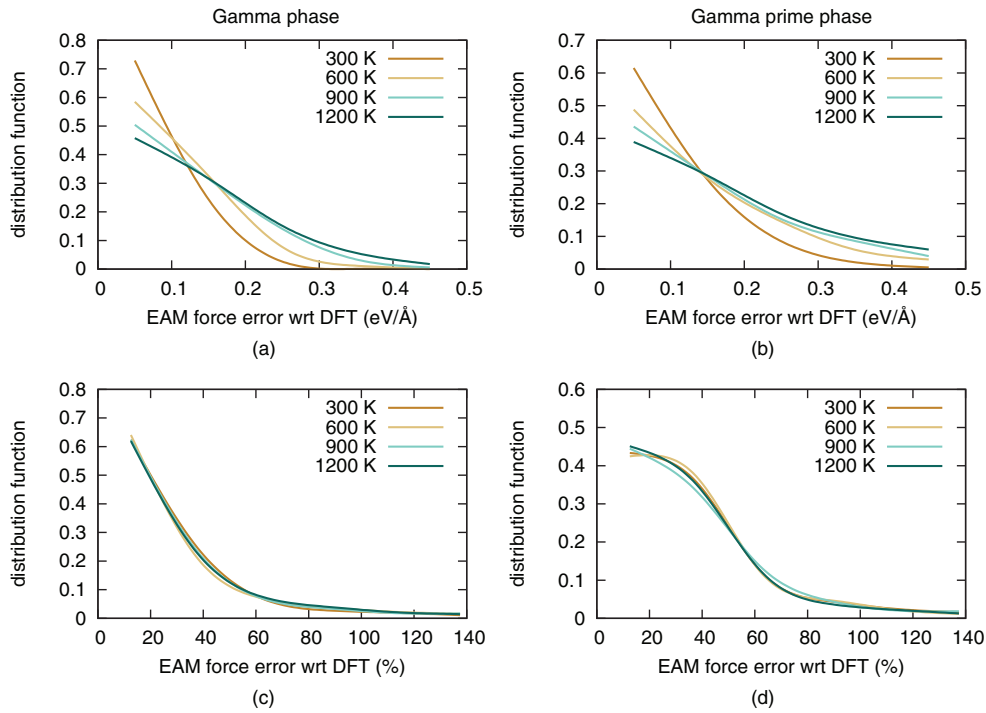 Gamma phase
0.8
0.7
0.6
0.5
0.4
0.3
0.2
0.1
0
distribution function
300 K
600 K
900 K
1200 K
0 0.1 0.2 0.3 0.4 0.5
EAM force error wrt DFT (eV/Å)
(a)
Gamma prime phase
0.7
0.6
0.5
0.4
0.3
0.2
0.1
0
distribution function
300 K
600 K
900 K
1200 K
0 0.1 0.2 0.3 0.4 0.5
EAM force error wrt DFT (eV/Å)
(b)
0.8
0.7
0.6
0.5
0.4
0.3
0.2
0.1
0
distribution function
300 K
600 K
900 K
1200 K
0 20 40 60 80 100 120 140
EAM force error wrt DFT (%)
(c)
0.6
0.5
0.4
0.3
0.2
0.1
0
distribution function
300 K
600 K
900 K
1200 K
0 20 40 60 80 100 120 140
EAM force error wrt DFT (%)
(d)